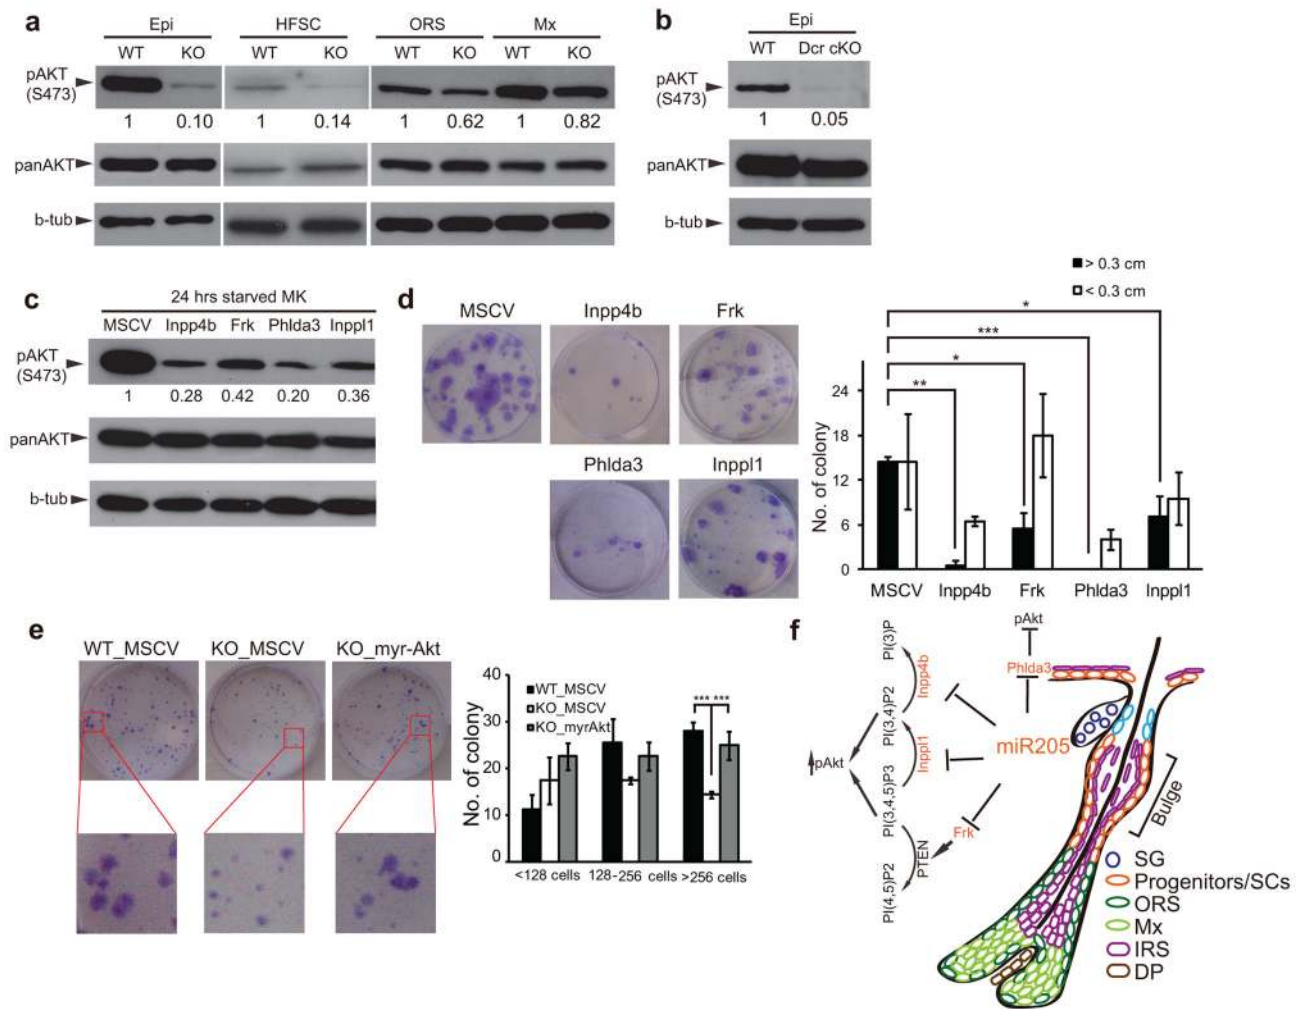 a
Epi HFSC ORS Mx
WT KO WT KO WT KO WT KO
pAKT
(S473)
1 0.10 1 0.14 1 0.62 1 0.82
panAKT
b-tub
b
Epi
WT Dcr cKO
pAKT
(S473)
1 0.05
panAKT
b-tub
c
24 hrs starved MK
MSCV Inpp4b Frk Phlda3 Inppl1
pAKT
(S473)
1 0.28 0.42 0.20 0.36
panAKT
b-tub
d
MSCV Inpp4b Frk
Phlda3 Inppl1
> 0.3 cm
< 0.3 cm
*
***
*
**
No. of colony
24
18
12
6
0
MSCV Inpp4b Frk Phlda3 Inppl1
e
WT_MSCV KO_MSCV KO_myr-Akt
No. of colony
40
30
20
10
0
WT_MSCV
KO_MSCV
KO_myrAkt
*** ***
<128 cells 128-256 cells >256 cells
f
PI(3)P
Inpp4b
PI(3,4)P2
Inppl1
pAkt
PI(3,4,5)P3
PTEN
PI(4,5)P2
pAkt
Phlda3
miR205
Frk
Bulge
SG
Progenitors/SCs
ORS
Mx
IRS
DP